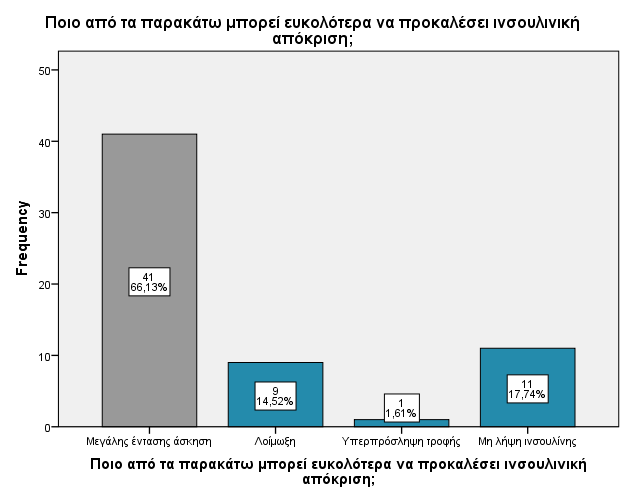 Ποιο από τα παρακάτω μπορεί ευκολότερα να προκαλέσει ινσουλινική
απόκριση;
50
40
30
20
10
0
Frequency
41
66,13%
9
14,52%
1
1,61%
11
17,74%
Μεγάλης έντασης άσκηση
Λοίμωξη
Υπερπρόσληψη τροφής
Μη λήψη ινσουλίνης
Ποιο από τα παρακάτω μπορεί ευκολότερα να προκαλέσει ινσουλινική
απόκριση;